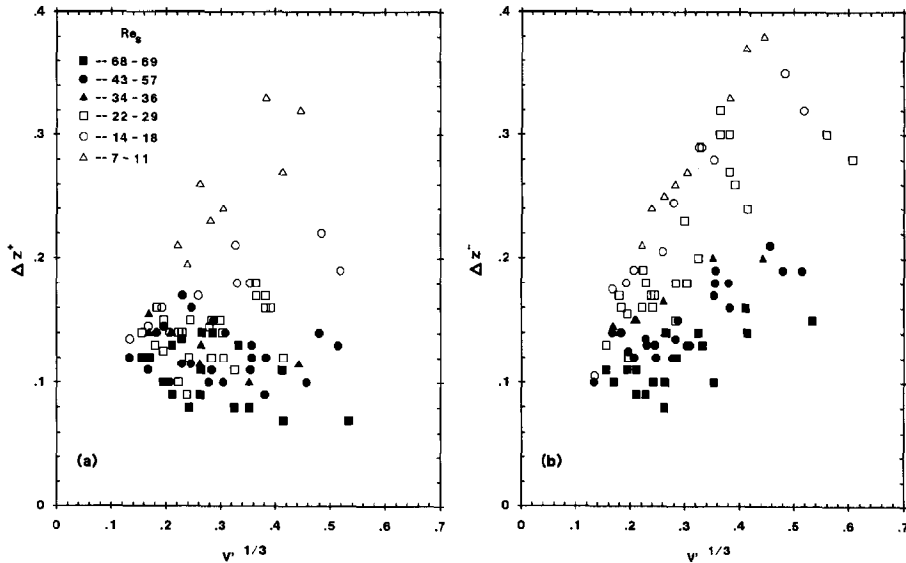 .4
.3
.2
.1
0
Δz⁺
Re_s
■ -- 68 - 69
● -- 43 - 57
▲ -- 34 - 36
□ -- 22 - 29
○ -- 14 - 18
△ -- 7 - 11
(a)
0 .1 .2 .3 .4 .5 .6 .7
V' 1/3
.4
.3
.2
.1
0
Δz⁻
(b)
0 .1 .2 .3 .4 .5 .6 .7
V' 1/3